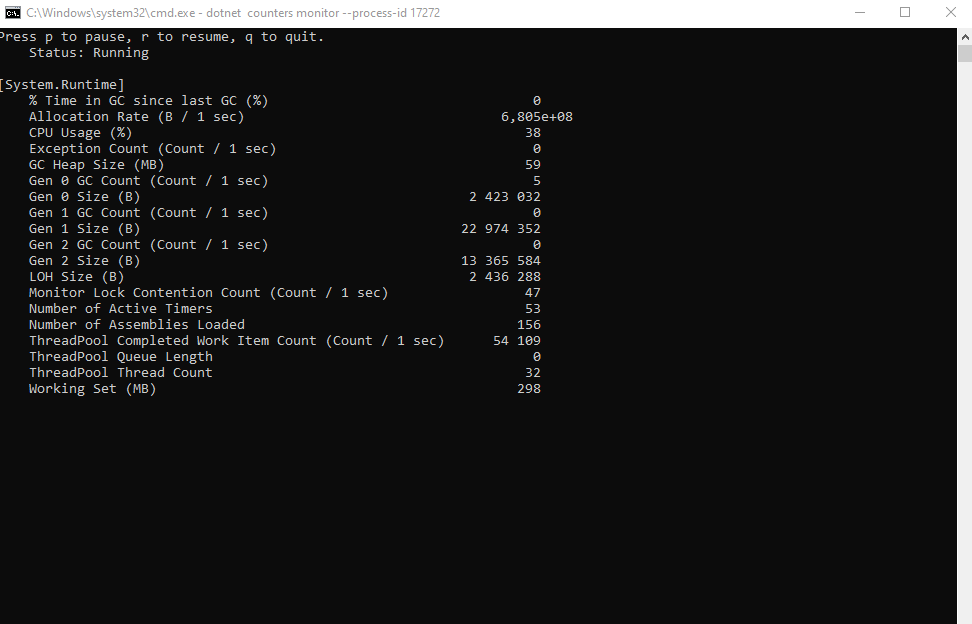 C:\Windows\system32\cmd.exe - dotnet  counters monitor --process-id 17272
Press p to pause, r to resume, q to quit.
    Status: Running
[System.Runtime]
    % Time in GC since last GC (%)                                 0
    Allocation Rate (B / 1 sec)                                6,805e+08
    CPU Usage (%)                                                 38
    Exception Count (Count / 1 sec)                                0
    GC Heap Size (MB)                                             59
    Gen 0 GC Count (Count / 1 sec)                                 5
    Gen 0 Size (B)                                         2 423 032
    Gen 1 GC Count (Count / 1 sec)                                 0
    Gen 1 Size (B)                                        22 974 352
    Gen 2 GC Count (Count / 1 sec)                                 0
    Gen 2 Size (B)                                        13 365 584
    LOH Size (B)                                           2 436 288
    Monitor Lock Contention Count (Count / 1 sec)                 47
    Number of Active Timers                                       53
    Number of Assemblies Loaded                                  156
    ThreadPool Completed Work Item Count (Count / 1 sec)      54 109
    ThreadPool Queue Length                                        0
    ThreadPool Thread Count                                       32
    Working Set (MB)                                             298